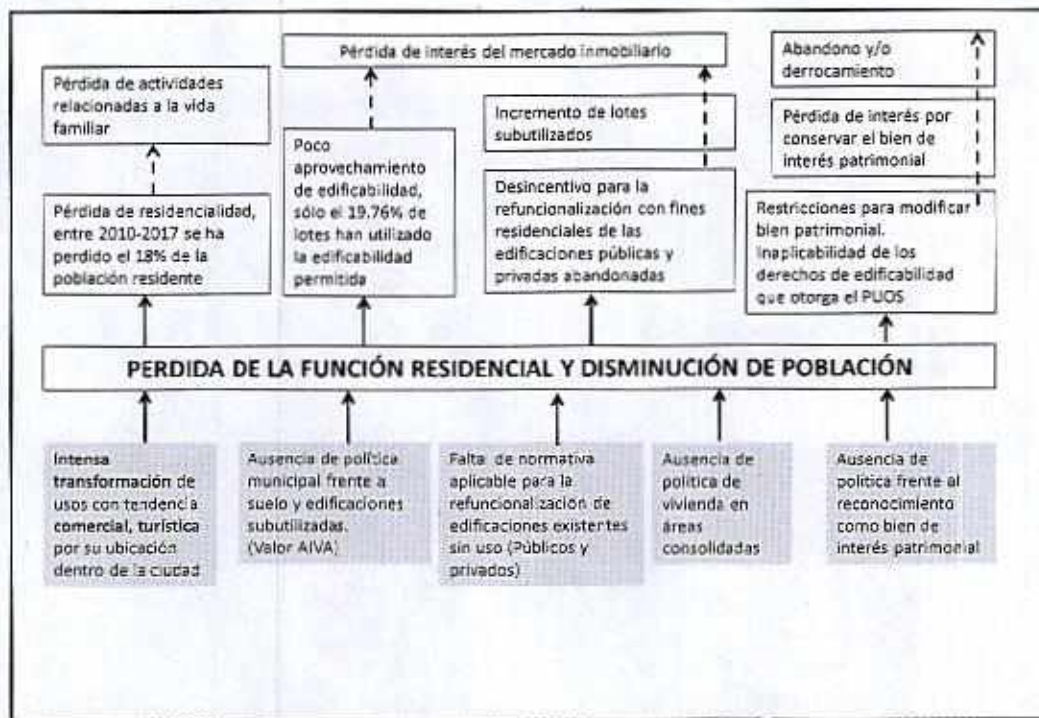 Pérdida de interés del mercado inmobiliario
Abandono y/o
derrocamiento
Pérdida de actividades
relacionadas a la vida
familiar
Incremento de lotes
subutilizados
Pérdida de interés por
conservar el bien de
interés patrimonial
Poco
aprovechamiento
de edificabilidad,
sólo el 19.76% de
lotes han utilizado
la edificabilidad
permitida
Pérdida de residencialidad,
entre 2010-2017 se ha
perdido el 18% de la
población residente
Desincentivo para la
refuncionalización con fines
residenciales de las
edificaciones públicas y
privadas abandonadas
Restricciones para modificar
bien patrimonial.
Inaplicabilidad de los
derechos de edificabilidad
que otorga el PUOS
PERDIDA DE LA FUNCIÓN RESIDENCIAL Y DISMINUCIÓN DE POBLACIÓN
Intensa
transformación de
usos con tendencia
comercial, turística
por su ubicación
dentro de la ciudad
Ausencia de política
municipal frente a
suelo y edificaciones
subutilizadas.
(Valor AIVA)
Falta de normativa
aplicable para la
refuncionalización de
edificaciones existentes
sin uso (Públicos y
privados)
Ausencia de
política de
vivienda en
áreas
consolidadas
Ausencia de
política frente al
reconocimiento
como bien de
interés patrimonial